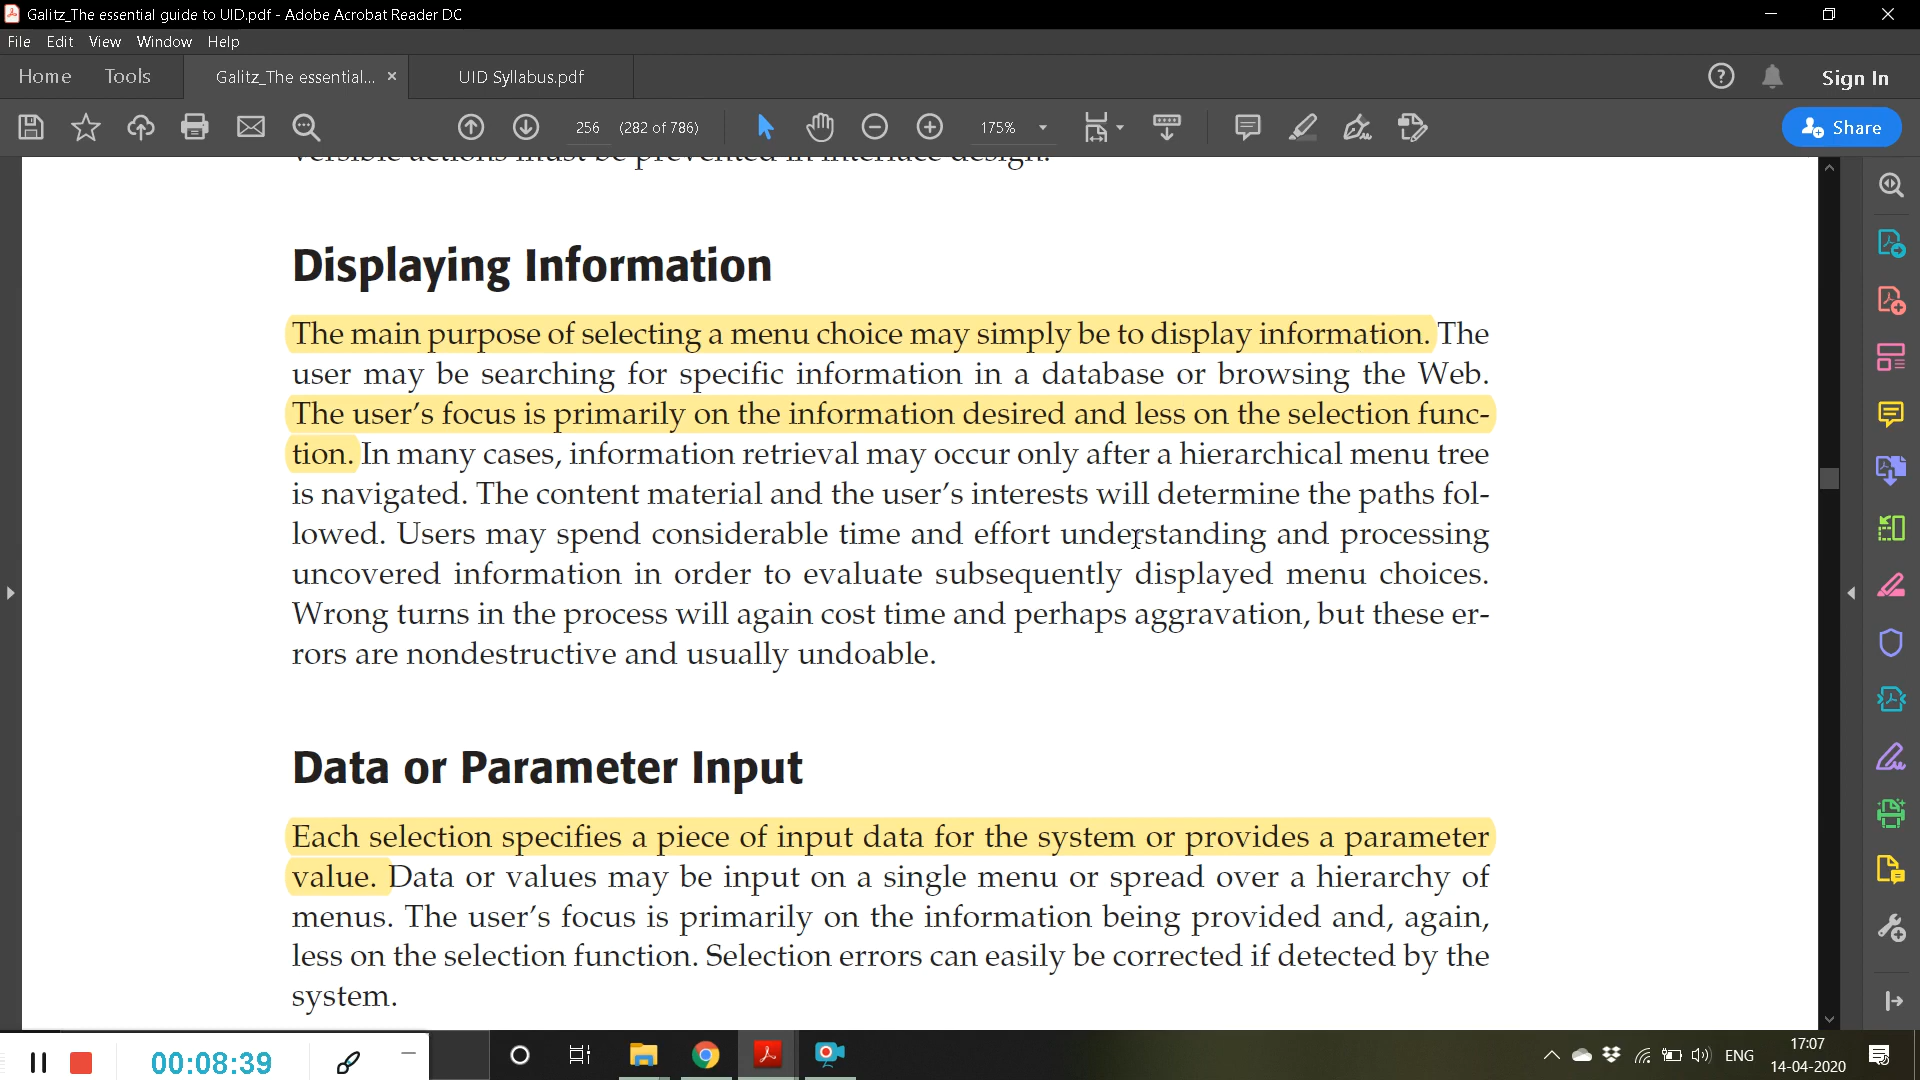 Galitz_The essential guide to UID.pdf - Adobe Acrobat Reader DC
File Edit View Window Help
Home Tools Galitz_The essential... × UID Syllabus.pdf Sign In
256 (282 of 786) 175% Share
versible actions must be prevented in interface design.
Displaying Information
The main purpose of selecting a menu choice may simply be to display information. The
user may be searching for specific information in a database or browsing the Web.
The user's focus is primarily on the information desired and less on the selection func-
tion. In many cases, information retrieval may occur only after a hierarchical menu tree
is navigated. The content material and the user's interests will determine the paths fol-
lowed. Users may spend considerable time and effort understanding and processing
uncovered information in order to evaluate subsequently displayed menu choices.
Wrong turns in the process will again cost time and perhaps aggravation, but these er-
rors are nondestructive and usually undoable.
Data or Parameter Input
Each selection specifies a piece of input data for the system or provides a parameter
value. Data or values may be input on a single menu or spread over a hierarchy of
menus. The user's focus is primarily on the information being provided and, again,
less on the selection function. Selection errors can easily be corrected if detected by the
system.
00:08:39
ENG
17:07
14-04-2020